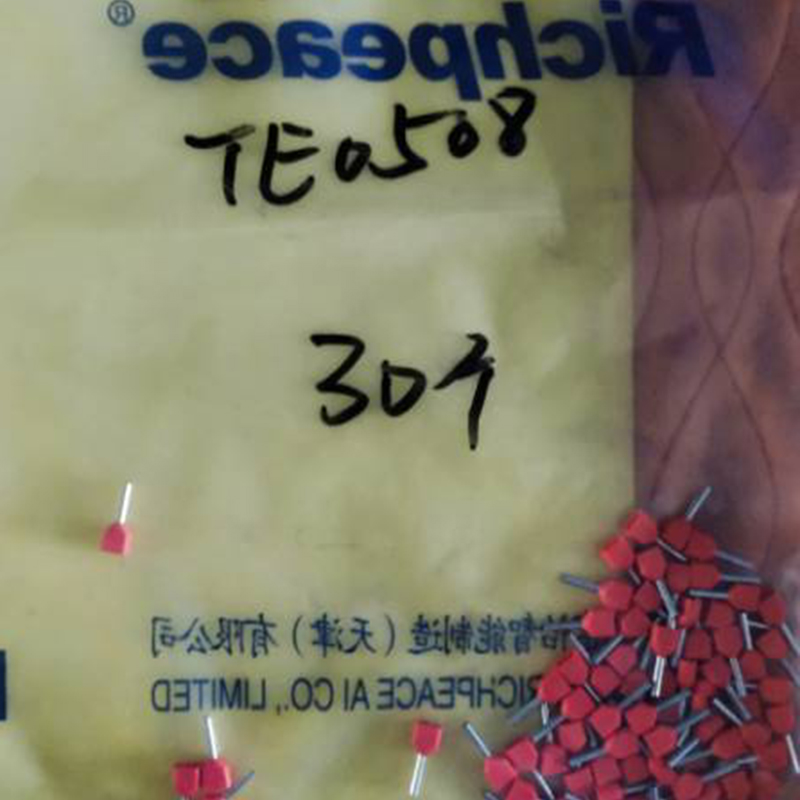 Richpeace®
TE0508
30个
怡智能制造（天津）有限公司
RICHPEACE AI CO., LIMITED